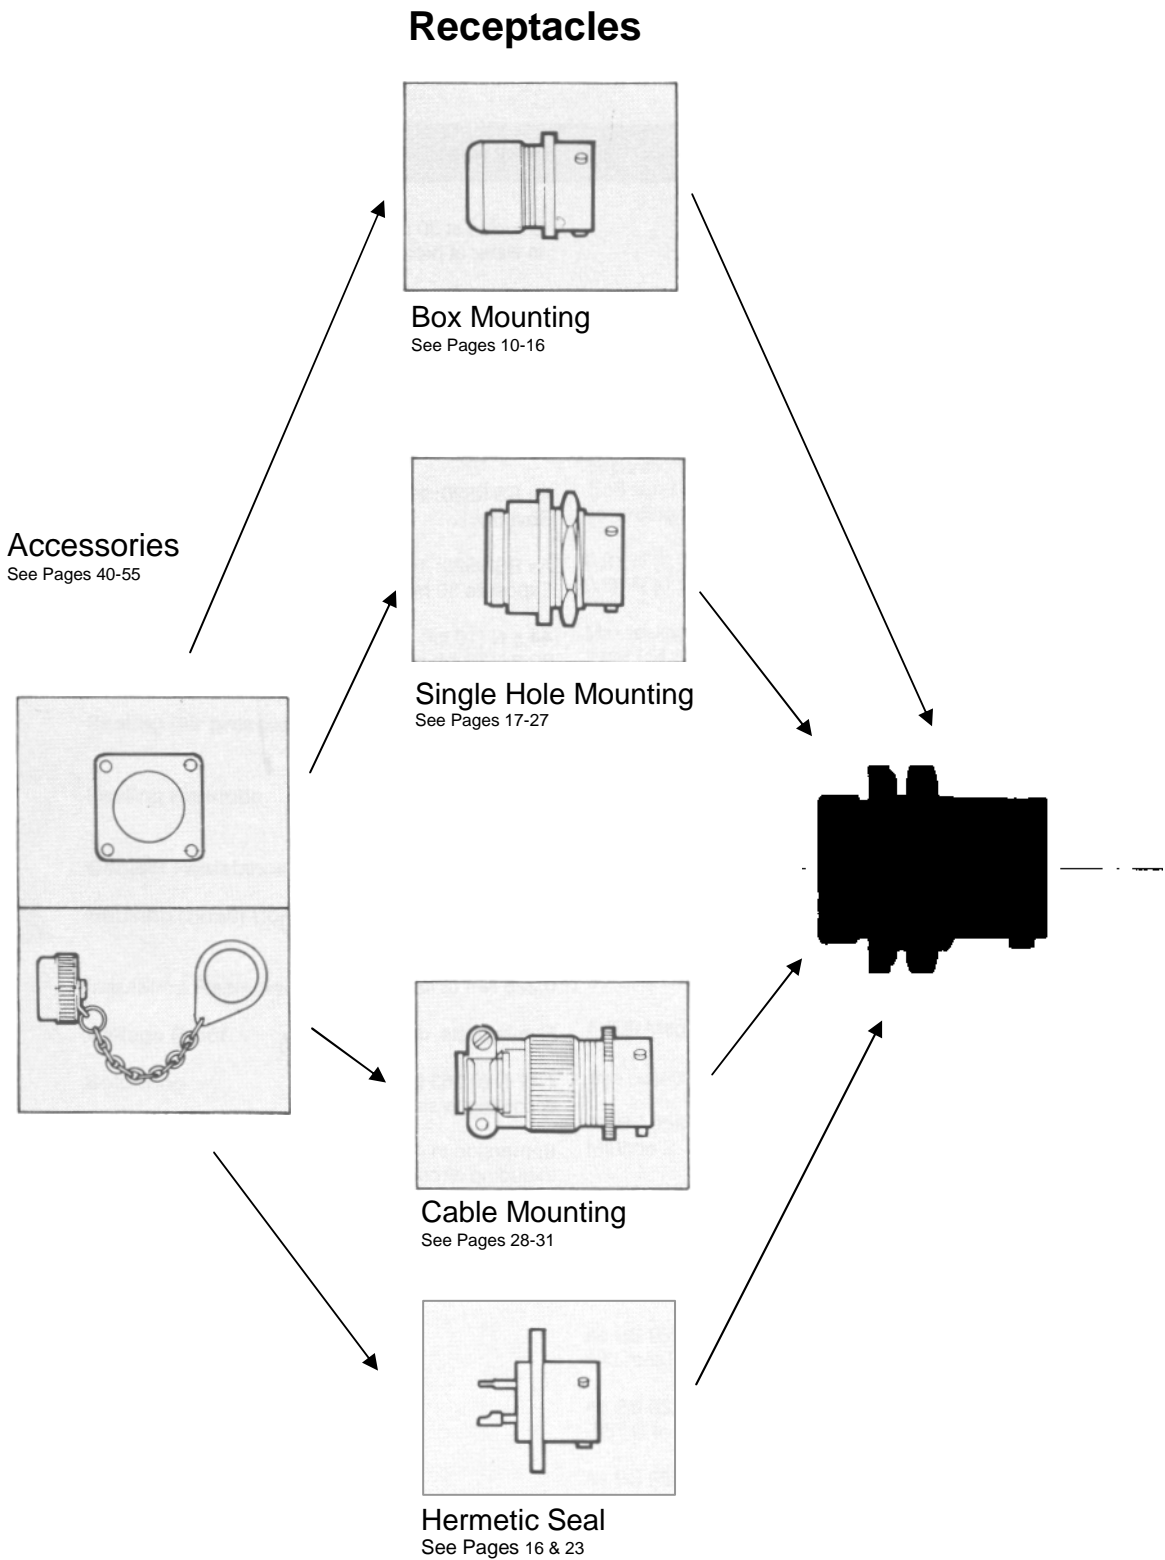 Receptacles
Box Mounting
See Pages 10-16
Accessories
See Pages 40-55
Single Hole Mounting
See Pages 17-27
Cable Mounting
See Pages 28-31
Hermetic Seal
See Pages 16 & 23